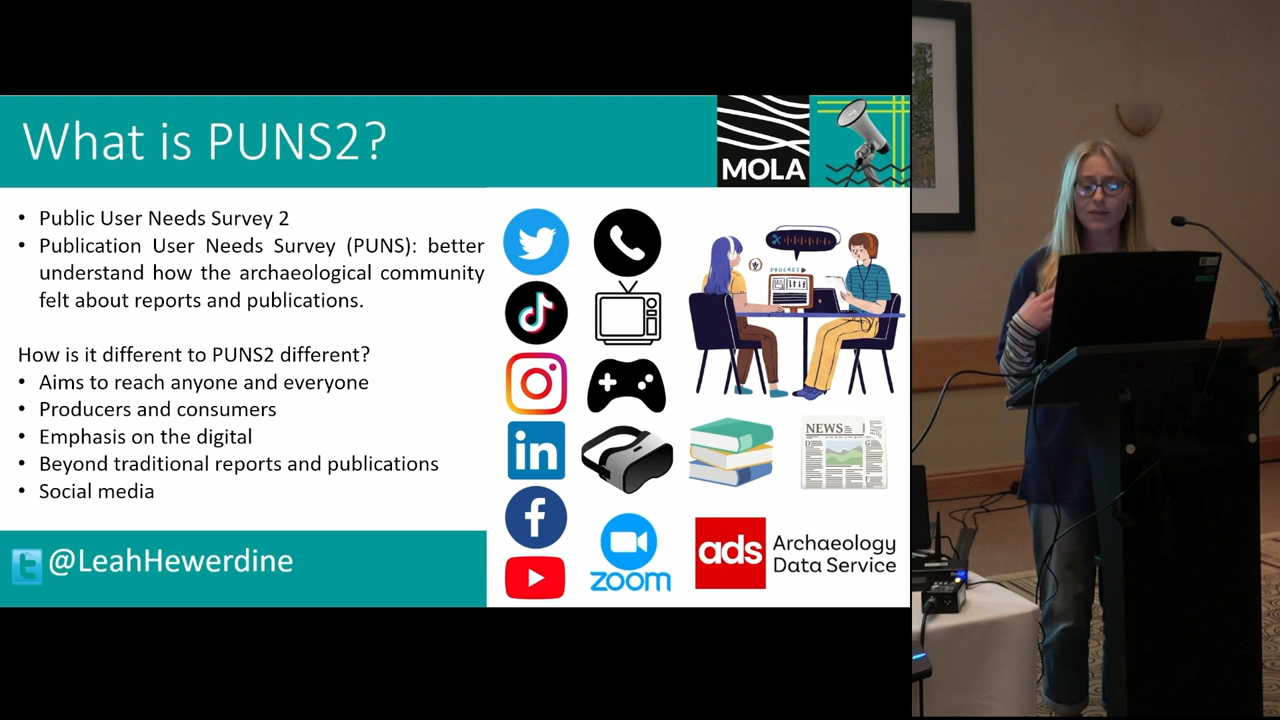 What is PUNS2?
MOLA
• Public User Needs Survey 2
• Publication User Needs Survey (PUNS): better
understand how the archaeological community
felt about reports and publications.
How is it different to PUNS2 different?
• Aims to reach anyone and everyone
• Producers and consumers
• Emphasis on the digital
• Beyond traditional reports and publications
• Social media
@LeahHewerdine
PODCAST
in
NEWS
f
zoom
ads Archaeology
Data Service